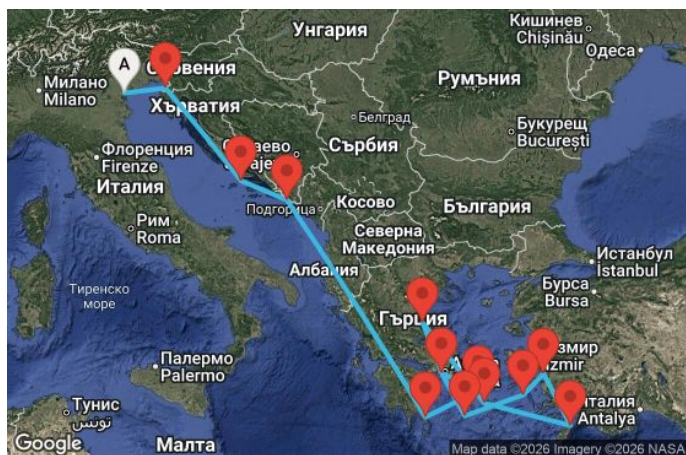 Унгария
Кишинев
Chișinău
Одеса
Словения
A
Милано
Milano
Хърватия
Румъния
Белград
Букурещ
București
Флоренция
Firenze
Сърбия
Италия
Подгорица
Косово
България
Рим
Roma
Северна
Македония
Истанбул
İstanbul
Албания
Тиренско
море
Бурса
Bursa
Гърция
Палермо
Palermo
Izmir
Antalya
Тунис
تونس
Малта
Google
Map data ©2026 Imagery ©2026 NASA